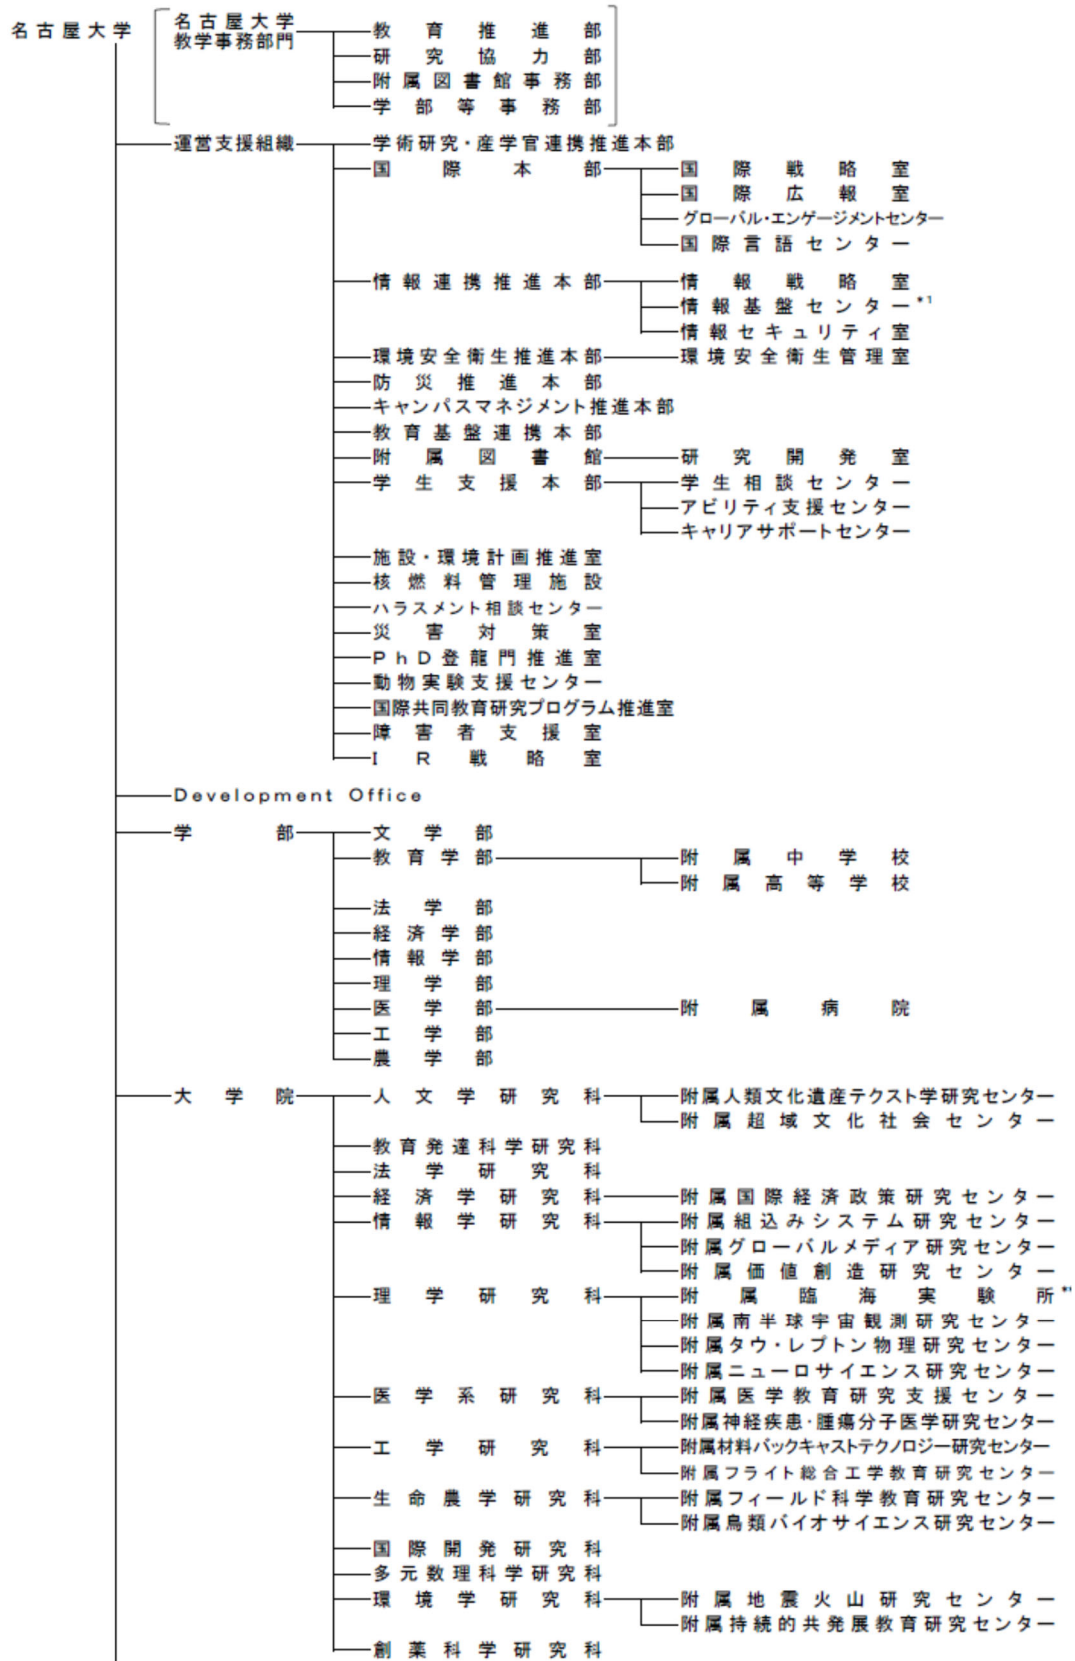 名古屋大学 名古屋大学教学事務部門 教育推進部
研究協力部
附属図書館事務部
学部等事務部
運営支援組織 学術研究・産学官連携推進本部
国際本部 国際戦略室
国際広報室
グローバル・エンゲージメントセンター
国際言語センター
情報連携推進本部 情報戦略室
情報基盤センター*1
情報セキュリティ室
環境安全衛生推進本部 環境安全衛生管理室
防災推進本部
キャンパスマネジメント推進本部
教育基盤連携本部
附属図書館 研究開発室
学生支援本部 学生相談センター
アビリティ支援センター
キャリアサポートセンター
施設・環境計画推進室
核燃料管理施設
ハラスメント相談センター
災害対策室
PhD登龍門推進室
動物実験支援センター
国際共同教育研究プログラム推進室
障害者支援室
IR戦略室
Development Office
学部 文学部
教育学部 附属中学校
附属高等学校
法学部
経済学部
情報学部
理学部
医学部 附属病院
工学部
農学部
大学院 人文学研究科 附属人類文化遺産テクスト学研究センター
附属超域文化社会センター
教育発達科学研究科
法学研究科
経済学研究科 附属国際経済政策研究センター
情報学研究科 附属組込みシステム研究センター
附属グローバルメディア研究センター
附属価値創造研究センター
理学研究科 附属臨海実験所*1
附属南半球宇宙観測研究センター
附属タウ・レプトン物理研究センター
附属ニューロサイエンス研究センター
医学系研究科 附属医学教育研究支援センター
附属神経疾患・腫瘍分子医学研究センター
工学研究科 附属材料バックキャストテクノロジー研究センター
附属フライト総合工学教育研究センター
生命農学研究科 附属フィールド科学教育研究センター
附属鳥類バイオサイエンス研究センター
国際開発研究科
多元数理科学研究科
環境学研究科 附属地震火山研究センター
附属持続的共発展教育研究センター
創薬科学研究科